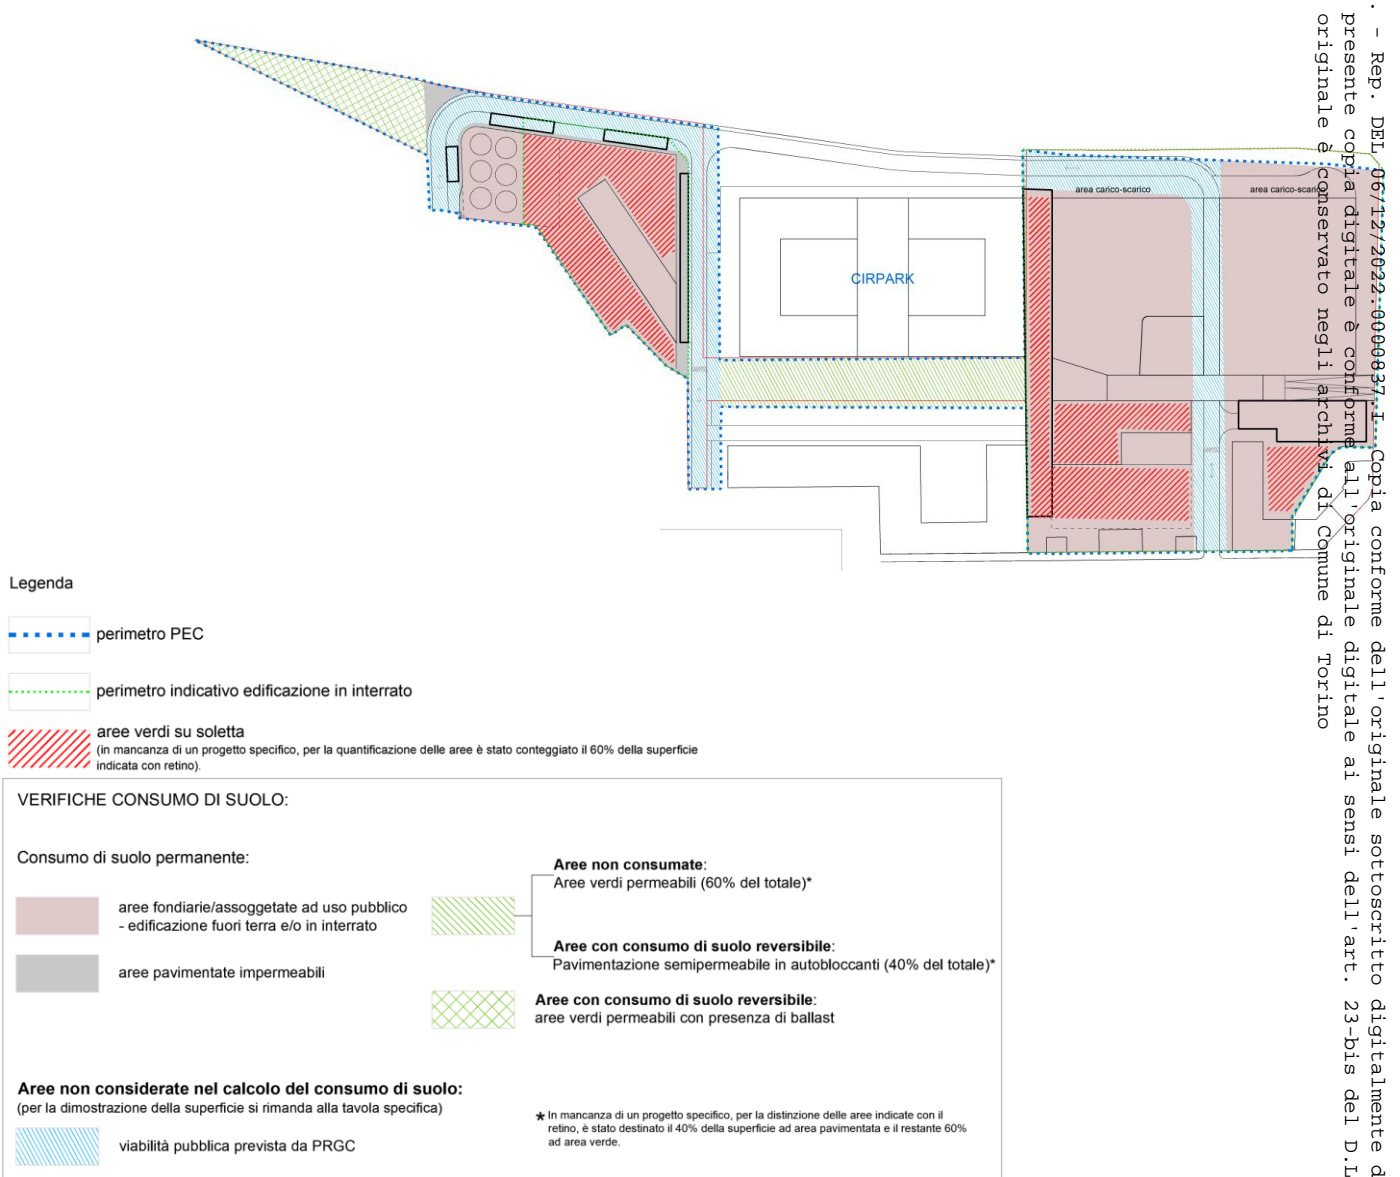 area carico-scarico
area carico-scarico
CIRPARK
Legenda
perimetro PEC
perimetro indicativo edificazione in interrato
aree verdi su soletta
(in mancanza di un progetto specifico, per la quantificazione delle aree è stato conteggiato il 60% della superficie
indicata con retino).
VERIFICHE CONSUMO DI SUOLO:
Consumo di suolo permanente:
aree fondiarie/assoggetate ad uso pubblico
- edificazione fuori terra e/o in interrato
aree pavimentate impermeabili
Aree non consumate:
Aree verdi permeabili (60% del totale)*
Aree con consumo di suolo reversibile:
Pavimentazione semipermeabile in autobloccanti (40% del totale)*
Aree con consumo di suolo reversibile:
aree verdi permeabili con presenza di ballast
Aree non considerate nel calcolo del consumo di suolo:
(per la dimostrazione della superficie si rimanda alla tavola specifica)
viabilità pubblica prevista da PRGC
* In mancanza di un progetto specifico, per la distinzione delle aree indicate con il
retino, è stato destinato il 40% della superficie ad area pavimentata e il restante 60%
ad area verde.
. - Rep. DEL 06/12/2022.0000837.I Copia conforme dell'originale sottoscritto digitalmente d
presente copia digitale è conforme all'originale digitale ai sensi dell'art. 23-bis del D.L
originale è conservato negli archivi di Comune di Torino